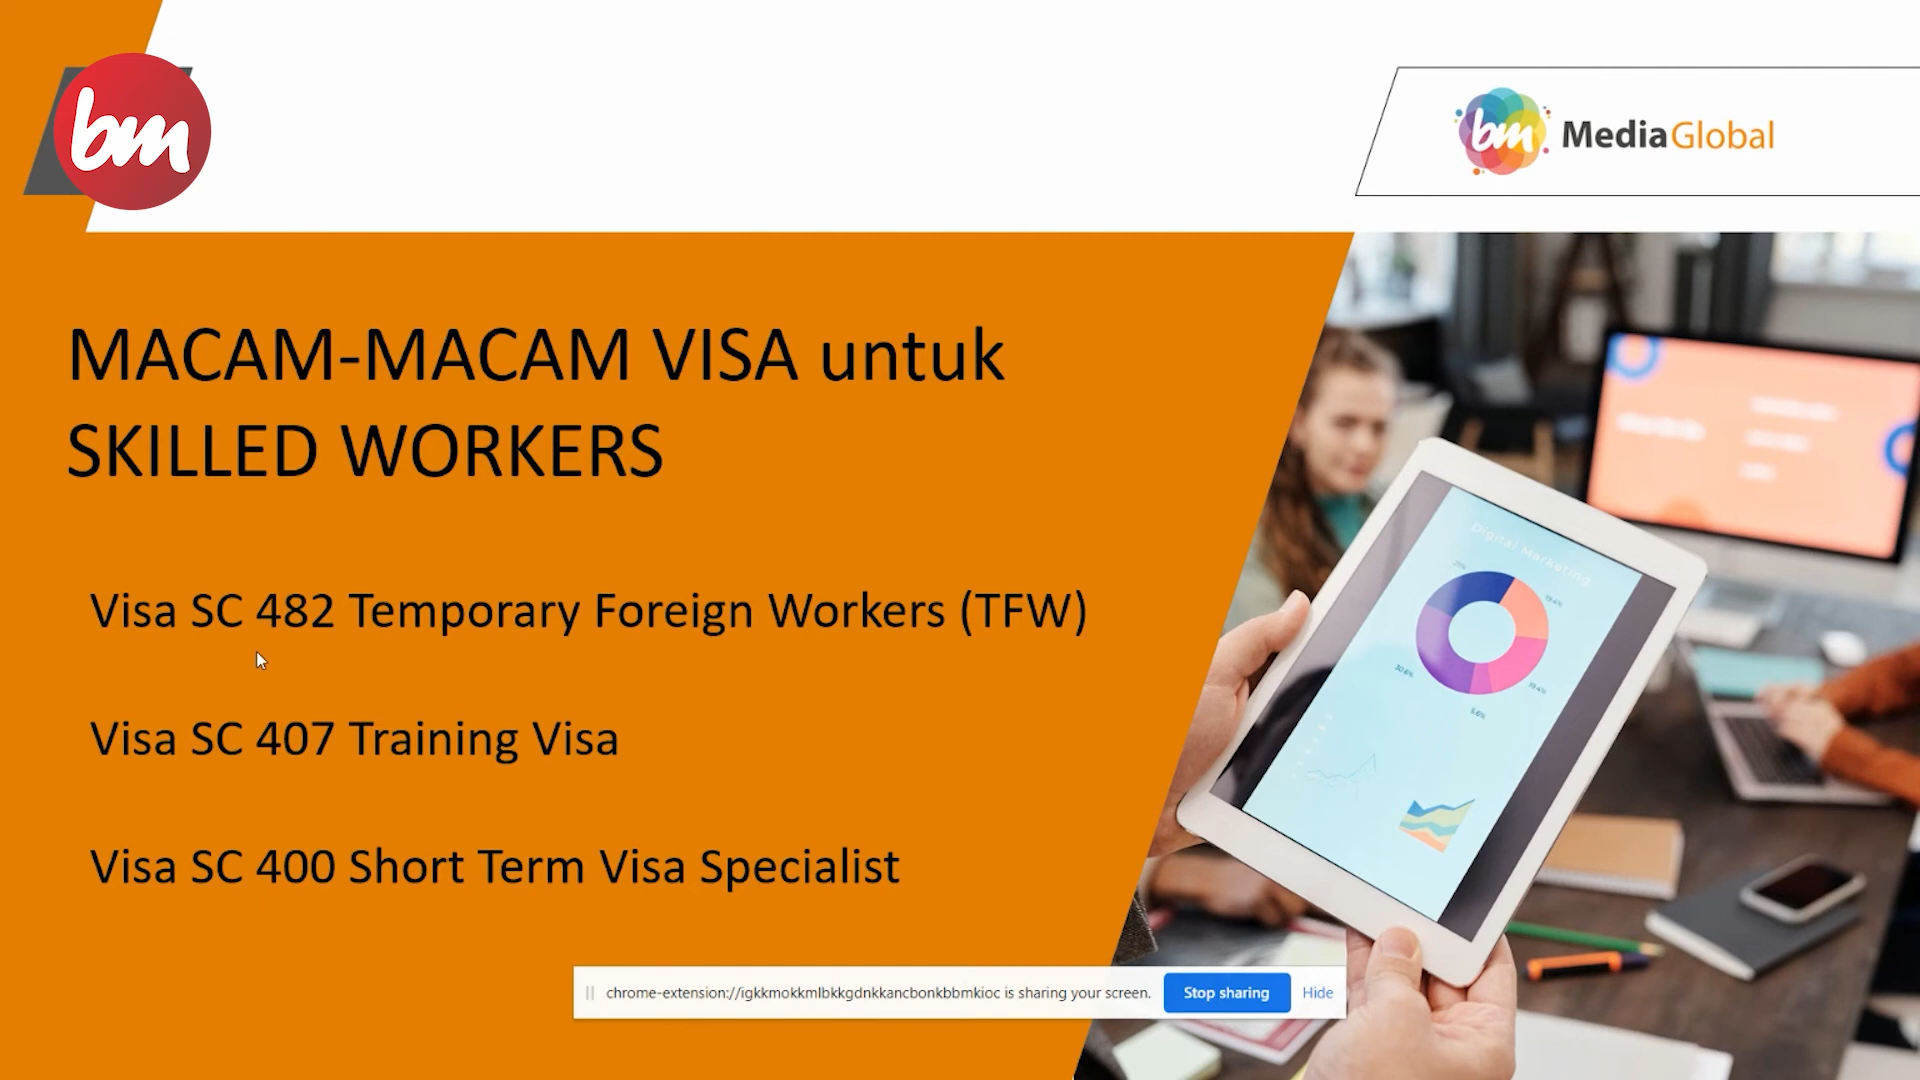 bm
bm MediaGlobal
MACAM-MACAM VISA untuk
SKILLED WORKERS
Visa SC 482 Temporary Foreign Workers (TFW)
Visa SC 407 Training Visa
Visa SC 400 Short Term Visa Specialist
Digital Marketing
chrome-extension://igkkmokkmlbkkgdnkkancbonkbbmkioc is sharing your screen.
Stop sharing
Hide